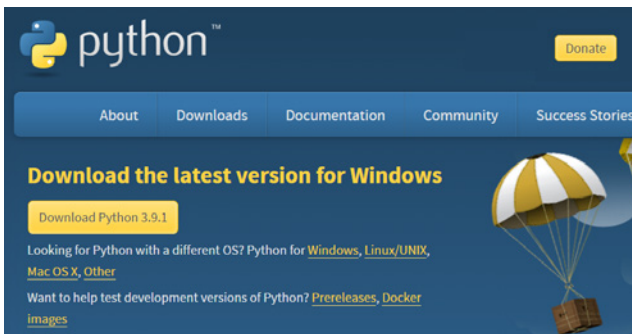 python™
Donate
About Downloads Documentation Community Success Stories
Download the latest version for Windows
Download Python 3.9.1
Looking for Python with a different OS? Python for Windows, Linux/UNIX,
Mac OS X, Other
Want to help test development versions of Python? Prereleases, Docker
images